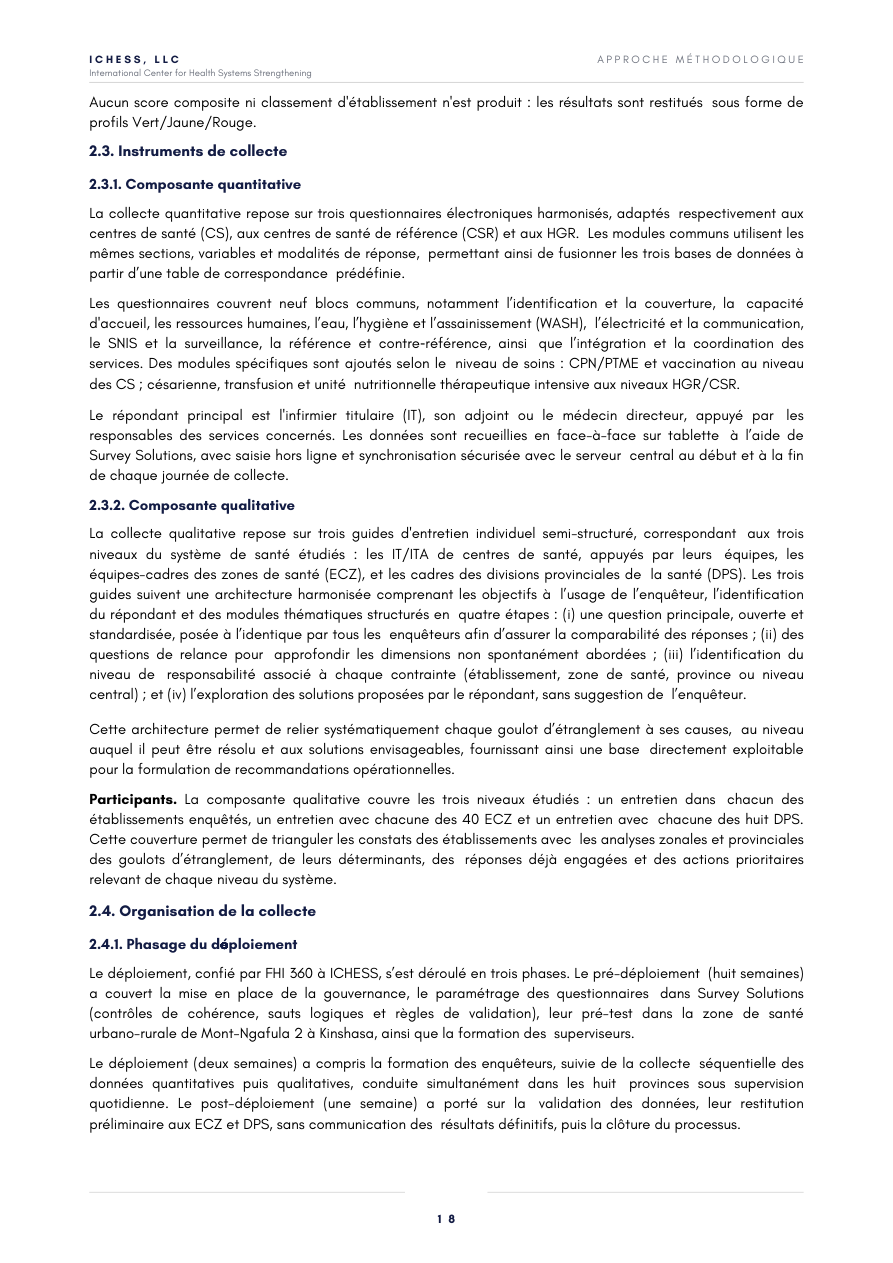 ICHESS, LLC
APPROCHE MÉTHODOLOGIQUE
International Center for Health Systems Strengthening
Aucun score composite ni classement d'établissement n'est produit : les résultats sont restitués sous forme de
profils Vert/Jaune/Rouge.
2.3. Instruments de collecte
2.3.1. Composante quantitative
La collecte quantitative repose sur trois questionnaires électroniques harmonisés, adaptés respectivement aux
centres de santé (CS), aux centres de santé de référence (CSR) et aux HGR. Les modules communs utilisent les
mêmes sections, variables et modalités de réponse, permettant ainsi de fusionner les trois bases de données à
partir d’une table de correspondance prédéfinie.
Les questionnaires couvrent neuf blocs communs, notamment l’identification et la couverture, la capacité
d'accueil, les ressources humaines, l’eau, l’hygiène et l’assainissement (WASH), l’électricité et la communication,
le SNIS et la surveillance, la référence et contre-référence, ainsi que l’intégration et la coordination des
services. Des modules spécifiques sont ajoutés selon le niveau de soins : CPN/PTME et vaccination au niveau
des CS ; césarienne, transfusion et unité nutritionnelle thérapeutique intensive aux niveaux HGR/CSR.
Le répondant principal est l'infirmier titulaire (IT), son adjoint ou le médecin directeur, appuyé par les
responsables des services concernés. Les données sont recueillies en face-à-face sur tablette à l’aide de
Survey Solutions, avec saisie hors ligne et synchronisation sécurisée avec le serveur central au début et à la fin
de chaque journée de collecte.
2.3.2. Composante qualitative
La collecte qualitative repose sur trois guides d'entretien individuel semi-structuré, correspondant aux trois
niveaux du système de santé étudiés : les IT/ITA de centres de santé, appuyés par leurs équipes, les
équipes-cadres des zones de santé (ECZ), et les cadres des divisions provinciales de la santé (DPS). Les trois
guides suivent une architecture harmonisée comprenant les objectifs à l’usage de l’enquêteur, l’identification
du répondant et des modules thématiques structurés en quatre étapes : (i) une question principale, ouverte et
standardisée, posée à l’identique par tous les enquêteurs afin d’assurer la comparabilité des réponses ; (ii) des
questions de relance pour approfondir les dimensions non spontanément abordées ; (iii) l’identification du
niveau de responsabilité associé à chaque contrainte (établissement, zone de santé, province ou niveau
central) ; et (iv) l’exploration des solutions proposées par le répondant, sans suggestion de l’enquêteur.
Cette architecture permet de relier systématiquement chaque goulot d’étranglement à ses causes, au niveau
auquel il peut être résolu et aux solutions envisageables, fournissant ainsi une base directement exploitable
pour la formulation de recommandations opérationnelles.
Participants. La composante qualitative couvre les trois niveaux étudiés : un entretien dans chacun des
établissements enquêtés, un entretien avec chacune des 40 ECZ et un entretien avec chacune des huit DPS.
Cette couverture permet de trianguler les constats des établissements avec les analyses zonales et provinciales
des goulots d’étranglement, de leurs déterminants, des réponses déjà engagées et des actions prioritaires
relevant de chaque niveau du système.
2.4. Organisation de la collecte
2.4.1. Phasage du déploiement
Le déploiement, confié par FHI 360 à ICHESS, s’est déroulé en trois phases. Le pré-déploiement (huit semaines)
a couvert la mise en place de la gouvernance, le paramétrage des questionnaires dans Survey Solutions
(contrôles de cohérence, sauts logiques et règles de validation), leur pré-test dans la zone de santé
urbano-rurale de Mont-Ngafula 2 à Kinshasa, ainsi que la formation des superviseurs.
Le déploiement (deux semaines) a compris la formation des enquêteurs, suivie de la collecte séquentielle des
données quantitatives puis qualitatives, conduite simultanément dans les huit provinces sous supervision
quotidienne. Le post-déploiement (une semaine) a porté sur la validation des données, leur restitution
préliminaire aux ECZ et DPS, sans communication des résultats définitifs, puis la clôture du processus.
18